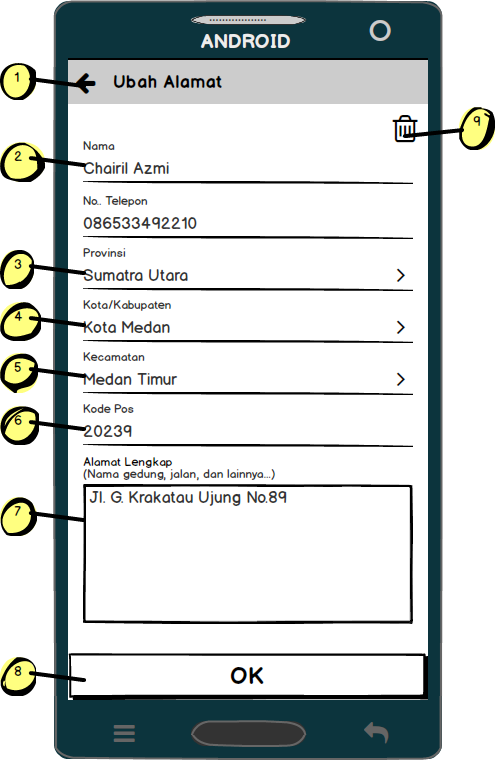 ANDROID
1
Ubah Alamat
9
Nama
2
Chairil Azmi
No.. Telepon
086533492210
Provinsi
3
Sumatra Utara
Kota/Kabupaten
4
Kota Medan
Kecamatan
5
Medan Timur
Kode Pos
6
20239
Alamat Lengkap
(Nama gedung, jalan, dan lainnya...)
Jl. G. Krakatau Ujung No.89
7
8
OK